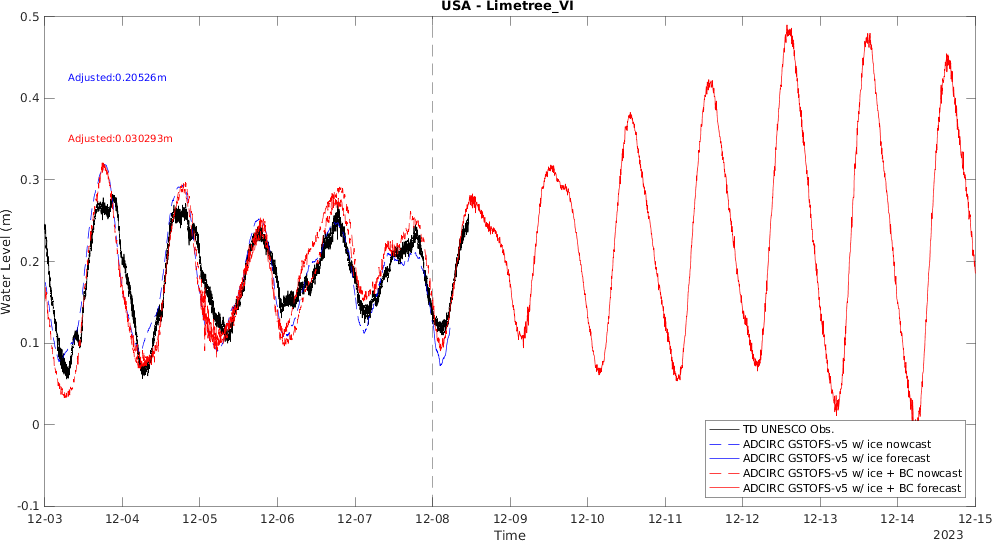 USA - Limetree_VI
Adjusted:0.20526m
Adjusted:0.030293m
Water Level (m)
0.5
0.4
0.3
0.2
0.1
0
-0.1
TD UNESCO Obs.
ADCIRC GSTOFS-v5 w/ ice nowcast
ADCIRC GSTOFS-v5 w/ ice forecast
ADCIRC GSTOFS-v5 w/ ice + BC nowcast
ADCIRC GSTOFS-v5 w/ ice + BC forecast
12-03 12-04 12-05 12-06 12-07 12-08 12-09 12-10 12-11 12-12 12-13 12-14 12-15
Time
2023